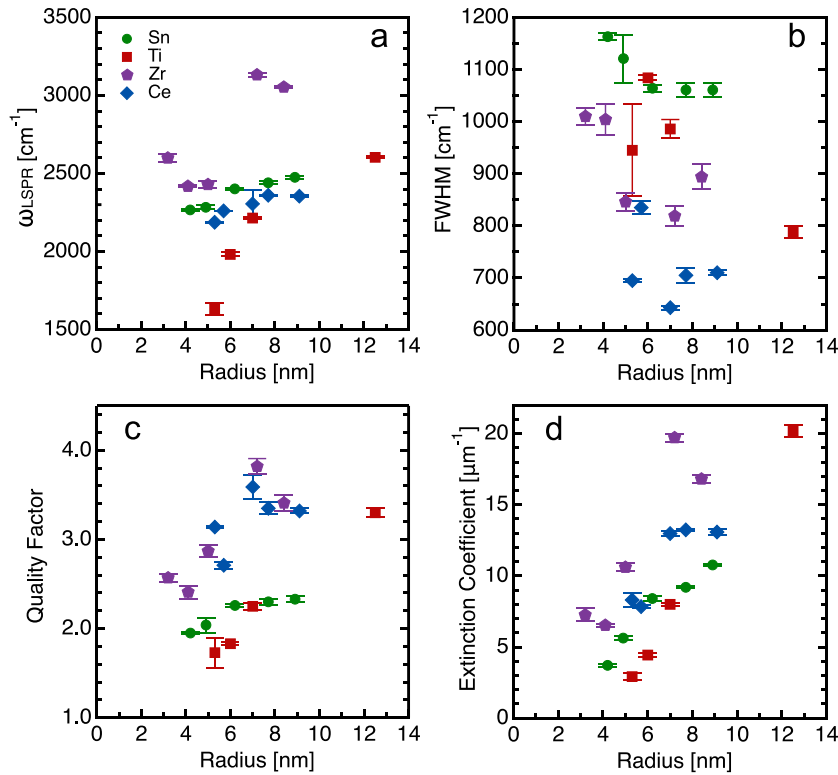 a
3500
3000
2500
2000
1500
ωLSPR [cm⁻¹]
Sn
Ti
Zr
Ce
0 2 4 6 8 10 12 14
Radius [nm]
b
1200
1100
1000
900
800
700
600
FWHM [cm⁻¹]
0 2 4 6 8 10 12 14
Radius [nm]
c
4.0
3.0
2.0
1.0
Quality Factor
0 2 4 6 8 10 12 14
Radius [nm]
d
20
15
10
5
0
Extinction Coefficient [µm⁻¹]
0 2 4 6 8 10 12 14
Radius [nm]